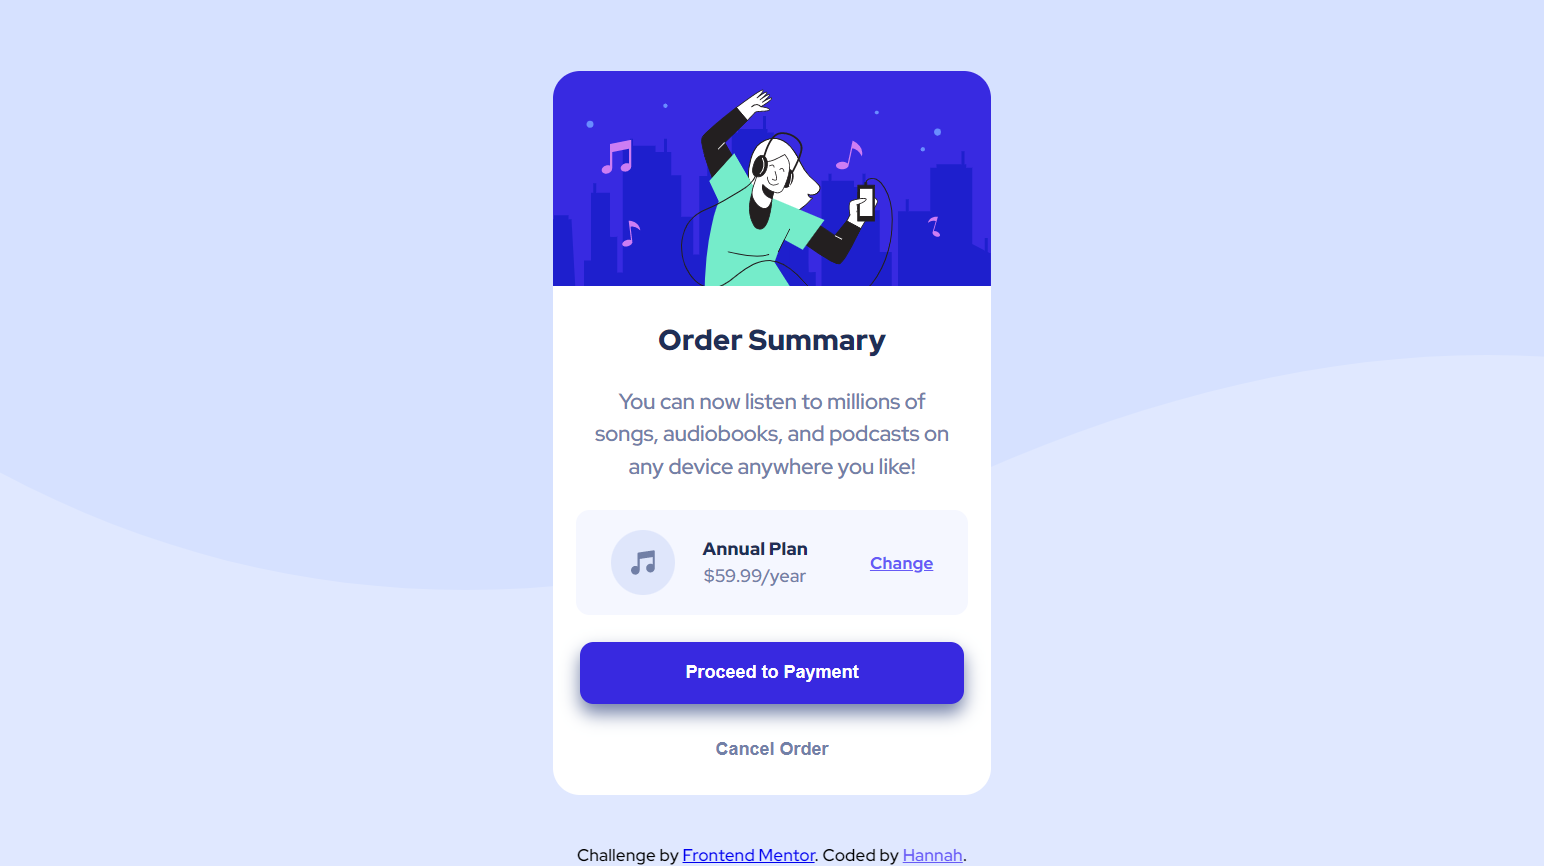 Order Summary
You can now listen to millions of
songs, audiobooks, and podcasts on
any device anywhere you like!
Annual Plan
$59.99/year
Change
Proceed to Payment
Cancel Order
Challenge by Frontend Mentor. Coded by Hannah.